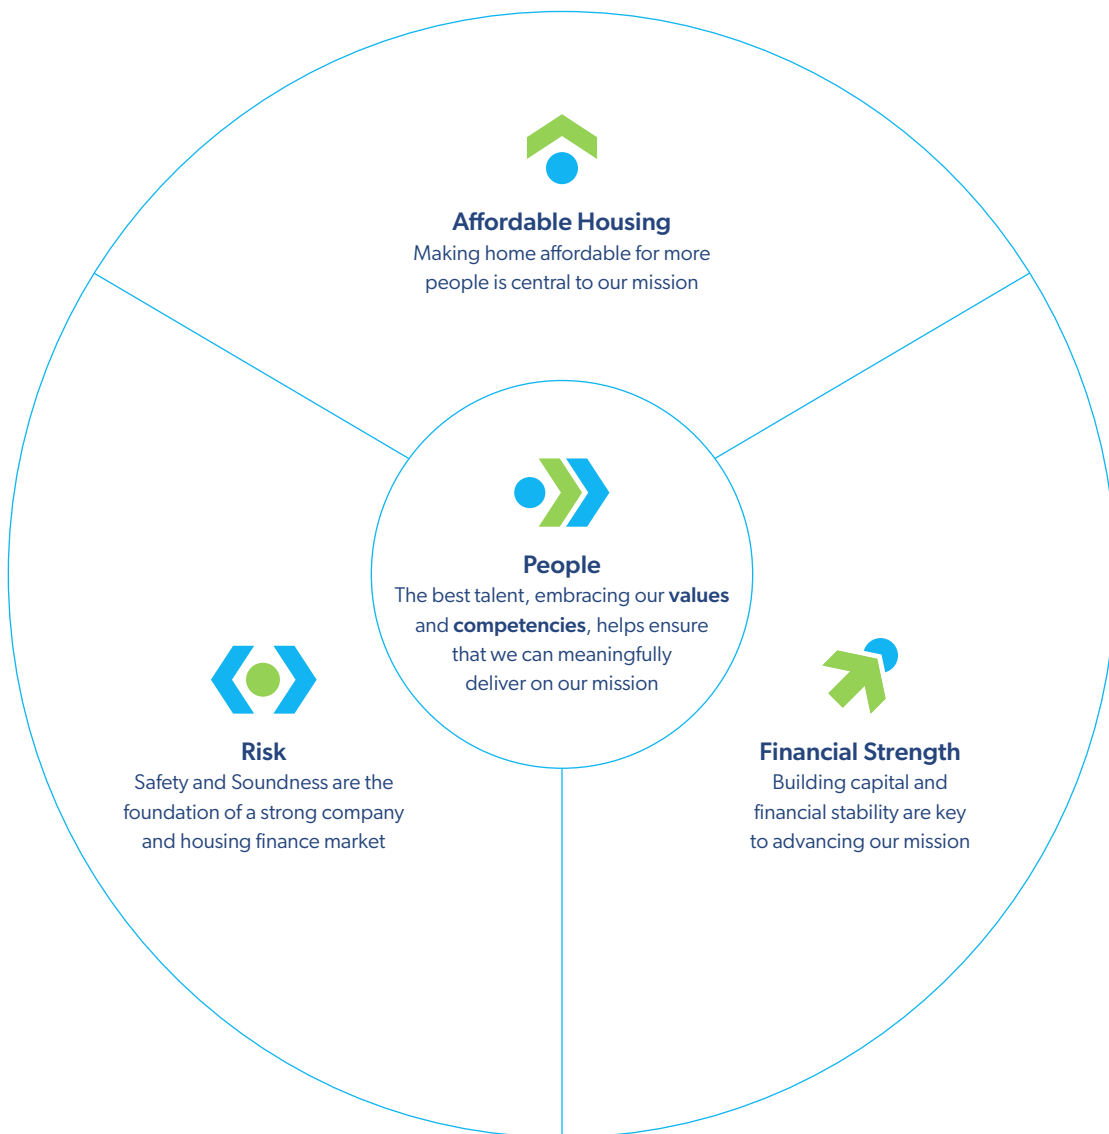 Affordable Housing
Making home affordable for more
people is central to our mission
People
The best talent, embracing our values
and competencies, helps ensure
that we can meaningfully
deliver on our mission
Risk
Safety and Soundness are the
foundation of a strong company
and housing finance market
Financial Strength
Building capital and
financial stability are key
to advancing our mission